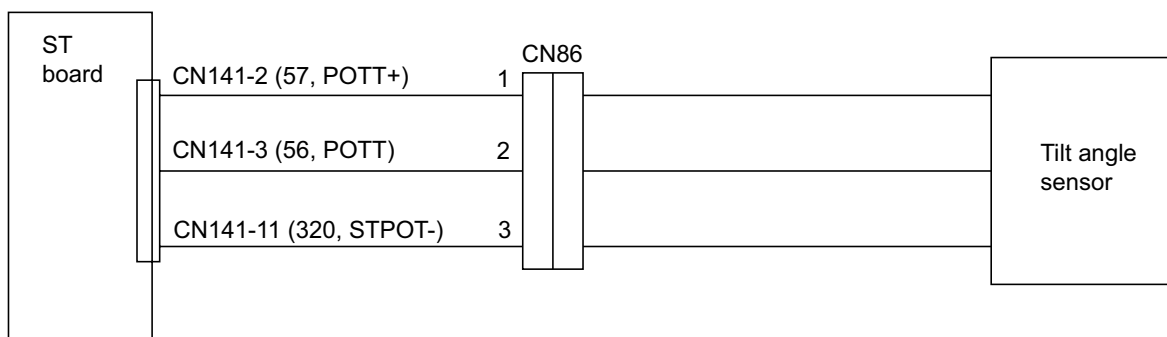 ST
board
CN86
CN141-2 (57, POTT+) 1
CN141-3 (56, POTT) 2
CN141-11 (320, STPOT-) 3
Tilt angle
sensor